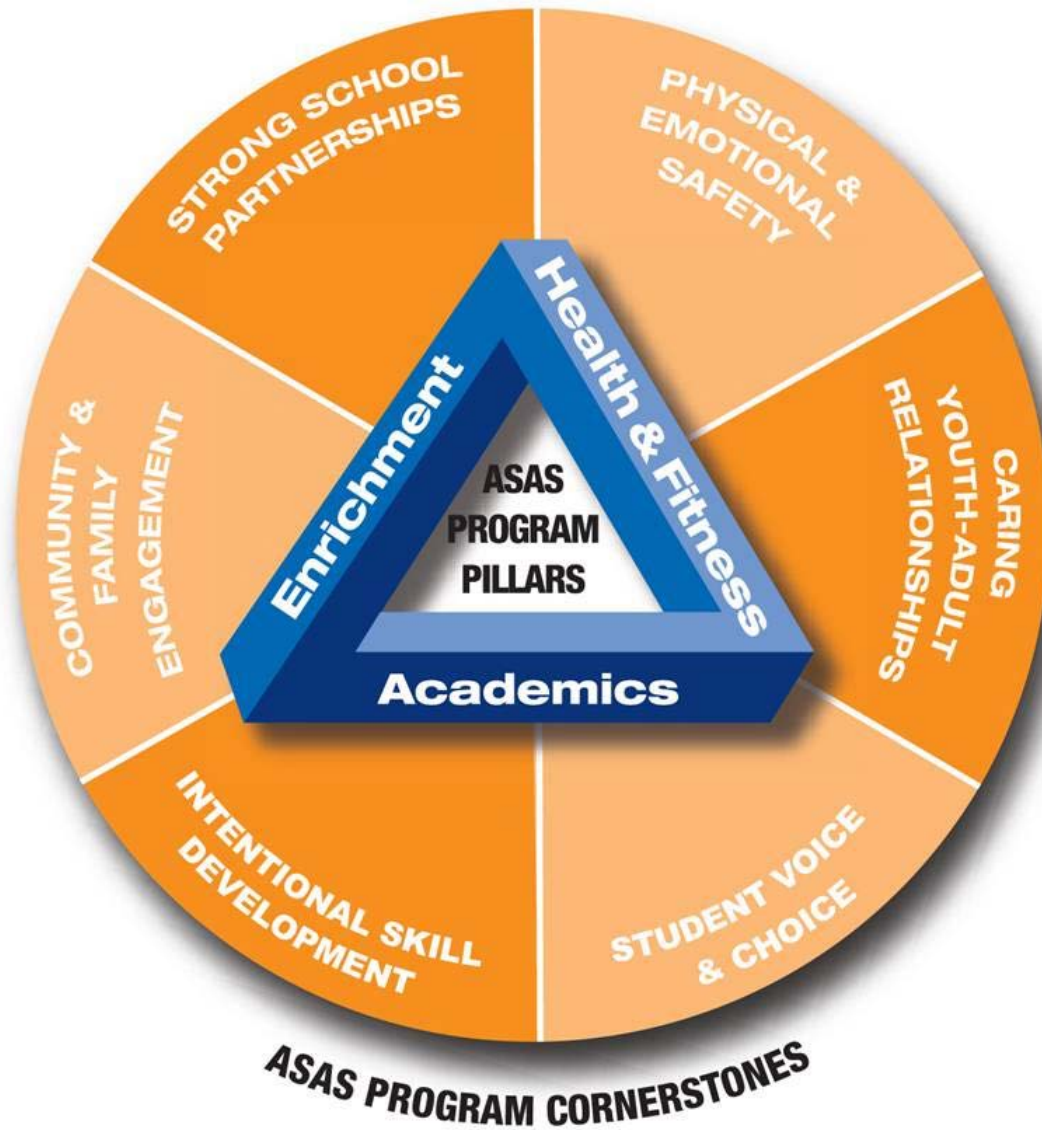 STRONG SCHOOL
PARTNERSHIPS
PHYSICAL &
EMOTIONAL
SAFETY
CARING
YOUTH-ADULT
RELATIONSHIPS
STUDENT VOICE
& CHOICE
INTENTIONAL SKILL
DEVELOPMENT
COMMUNITY &
FAMILY
ENGAGEMENT
Enrichment
Health & Fitness
Academics
ASAS
PROGRAM
PILLARS
ASAS PROGRAM CORNERSTONES